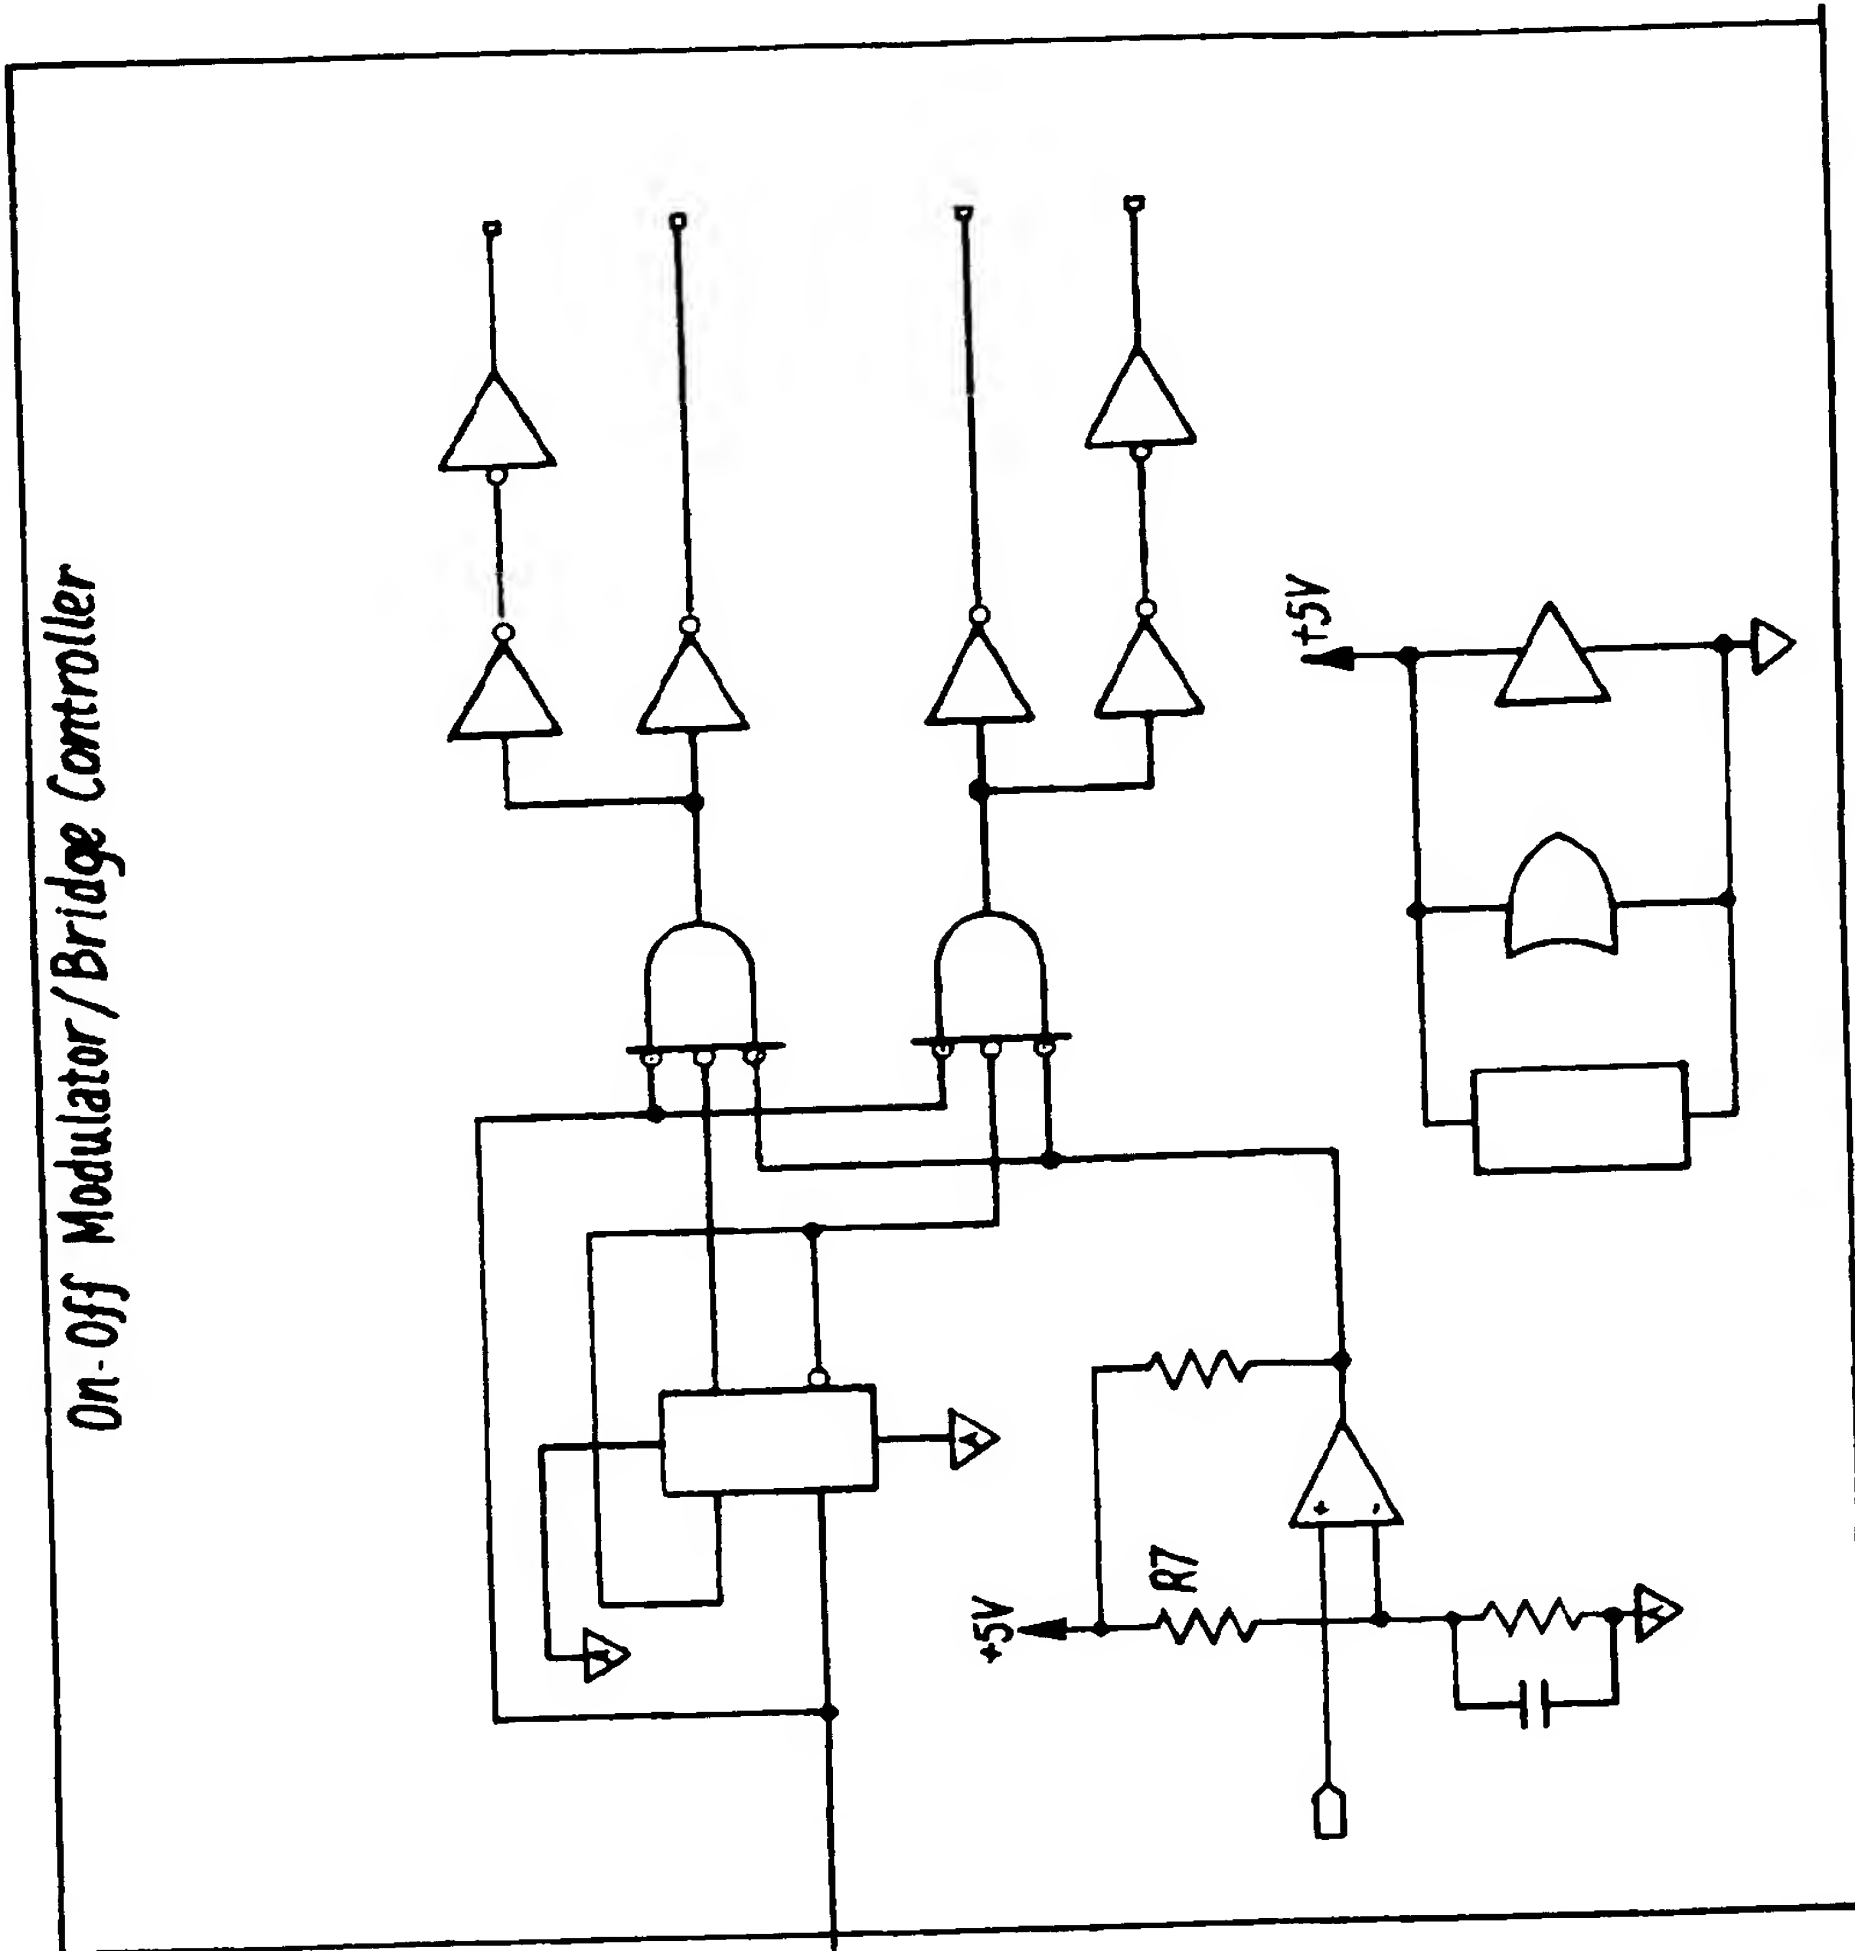 On-Off Modulator/Bridge Controller
+5V
R7
+
-
+5V